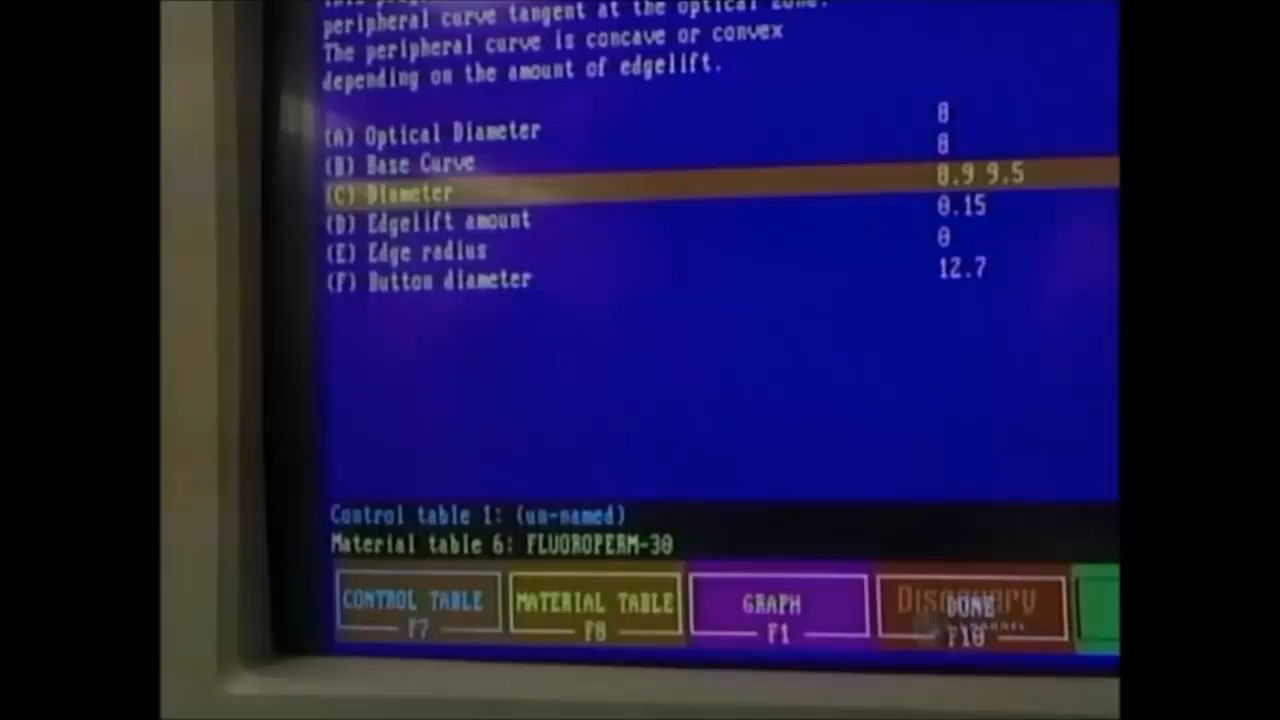 peripheral curve tangent at the optical zone.
The peripheral curve is concave or convex
depending on the amount of edgelift.
(A) Optical Diameter 8
(B) Base Curve 8
(C) Diameter 8.9 9.5
(D) Edgelift amount 0.15
(E) Edge radius 0
(F) Button diameter 12.7
Control table 1: (un-named)
Material table 6: FLUOROPERM-30
CONTROL TABLE MATERIAL TABLE GRAPH DONE
F7 F8 F1 F10
Discovery
CHANNEL